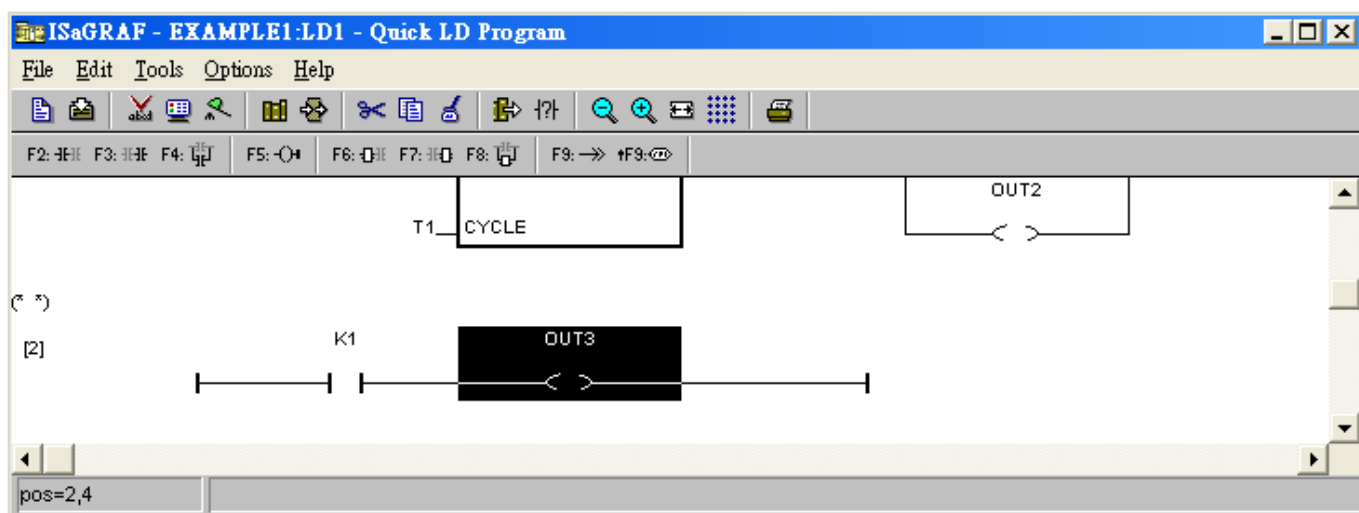 ISaGRAF - EXAMPLE1:LD1 - Quick LD Program
File Edit Tools Options Help
abcd
F2: F3: F4: F5: F6: F7: F8: F9: ↑F9:
OUT2
T1 CYCLE
(* *)
K1 OUT3
[2]
pos=2,4